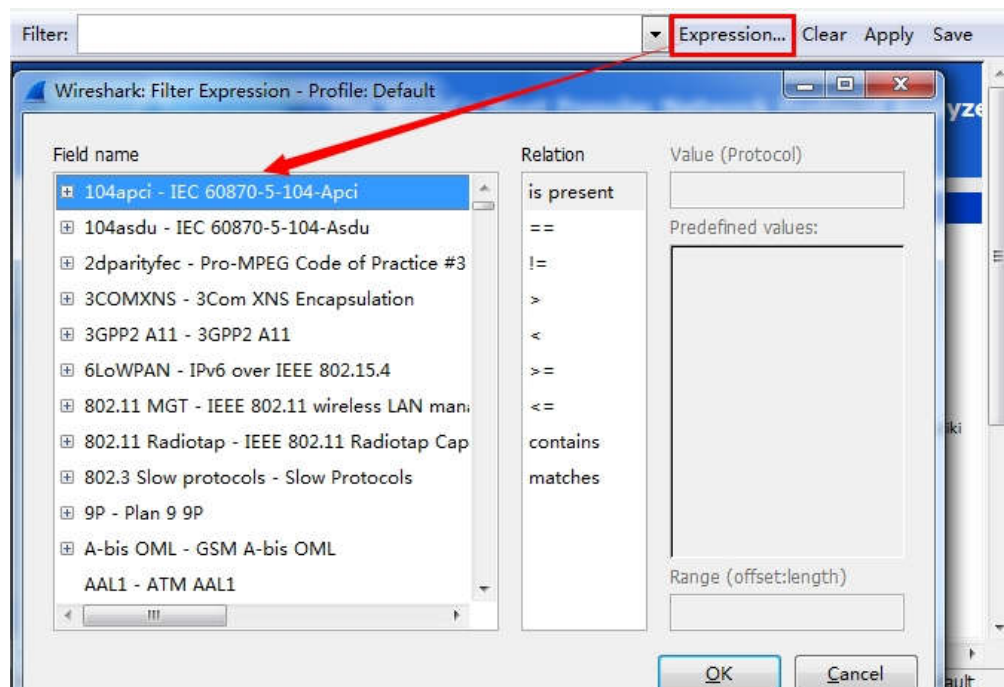 Filter: Expression... Clear Apply Save
Wireshark: Filter Expression - Profile: Default
Field name Relation Value (Protocol)
104apci - IEC 60870-5-104-Apci is present
104asdu - IEC 60870-5-104-Asdu == Predefined values:
2dparityfec - Pro-MPEG Code of Practice #3 !=
3COMXNS - 3Com XNS Encapsulation >
3GPP2 A11 - 3GPP2 A11 <
6LoWPAN - IPv6 over IEEE 802.15.4 >=
802.11 MGT - IEEE 802.11 wireless LAN mana <=
802.11 Radiotap - IEEE 802.11 Radiotap Cap contains
802.3 Slow protocols - Slow Protocols matches
9P - Plan 9 9P
A-bis OML - GSM A-bis OML
AAL1 - ATM AAL1 Range (offset:length)
OK Cancel